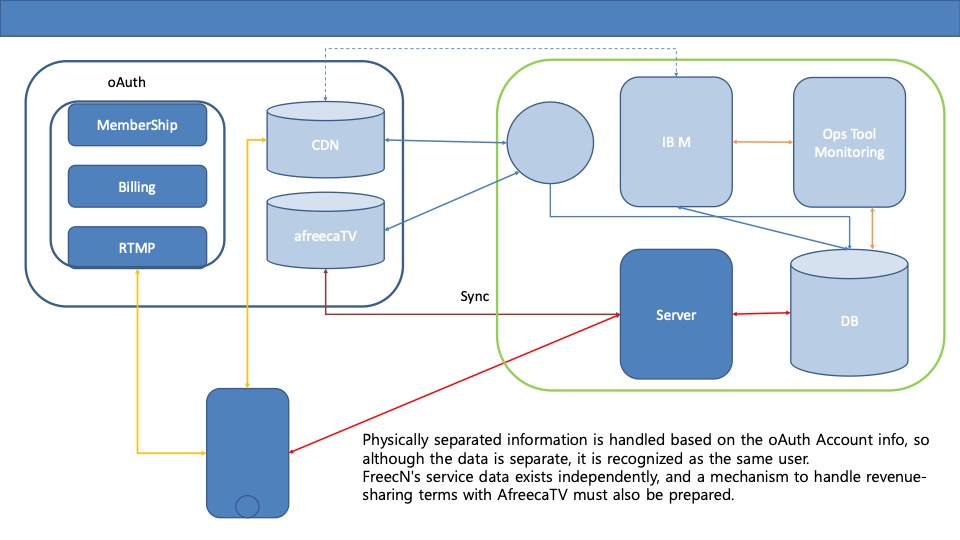 oAuth
MemberShip
Billing
RTMP
CDN
afreecaTV
IB M
Ops Tool
Monitoring
Sync
Server
DB
Physically separated information is handled based on the oAuth Account info, so
although the data is separate, it is recognized as the same user.
FreecN's service data exists independently, and a mechanism to handle revenue-
sharing terms with AfreecaTV must also be prepared.